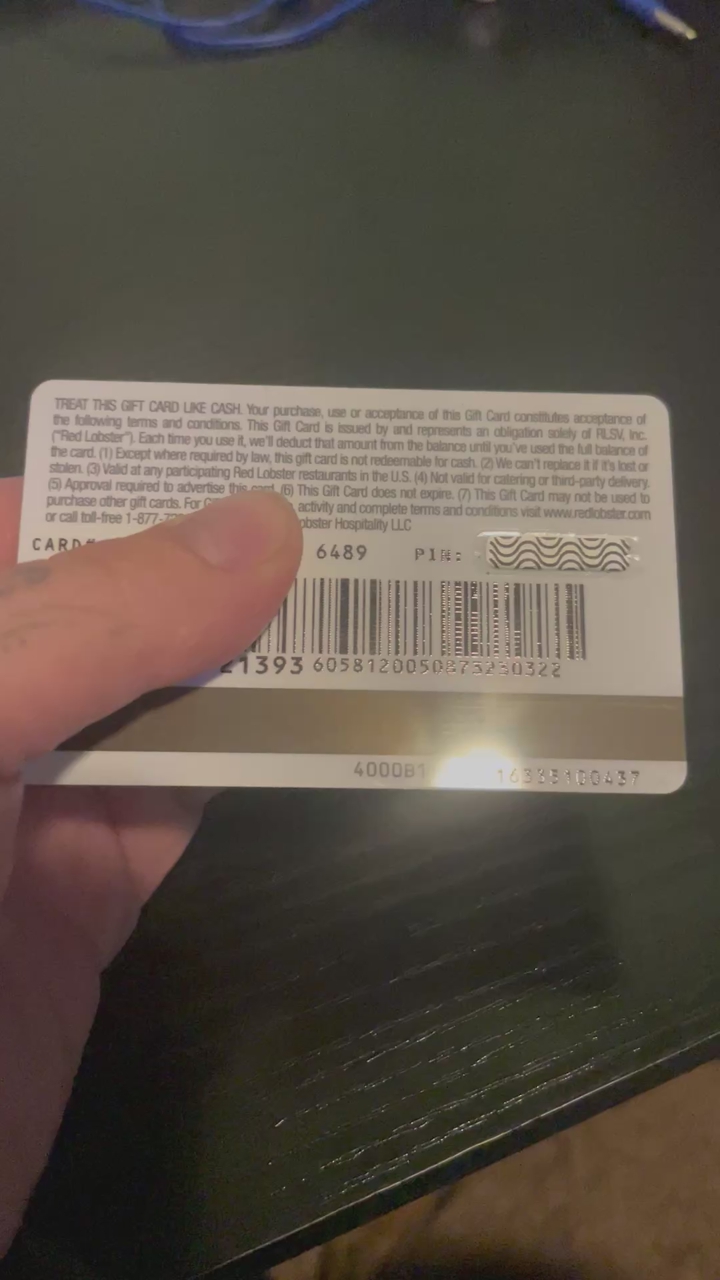 TREAT THIS GIFT CARD LIKE CASH. Your purchase, use or acceptance of this Gift Card constitutes acceptance of
the following terms and conditions. This Gift Card is issued by and represents an obligation solely of RLSV, Inc.
("Red Lobster"). Each time you use it, we'll deduct that amount from the balance until you've used the full balance of
the card. (1) Except where required by law, this gift card is not redeemable for cash. (2) We can't replace it if it's lost or
stolen. (3) Valid at any participating Red Lobster restaurants in the U.S. (4) Not valid for catering or third-party delivery.
(5) Approval required to advertise this card. (6) This Gift Card does not expire. (7) This Gift Card may not be used to
purchase other gift cards. For activity and complete terms and conditions visit www.redlobster.com
or call toll-free 1-877-7 obster Hospitality LLC
CARD# 6489 PIN:
21393 6058120050875230322
4000B1 16335100437